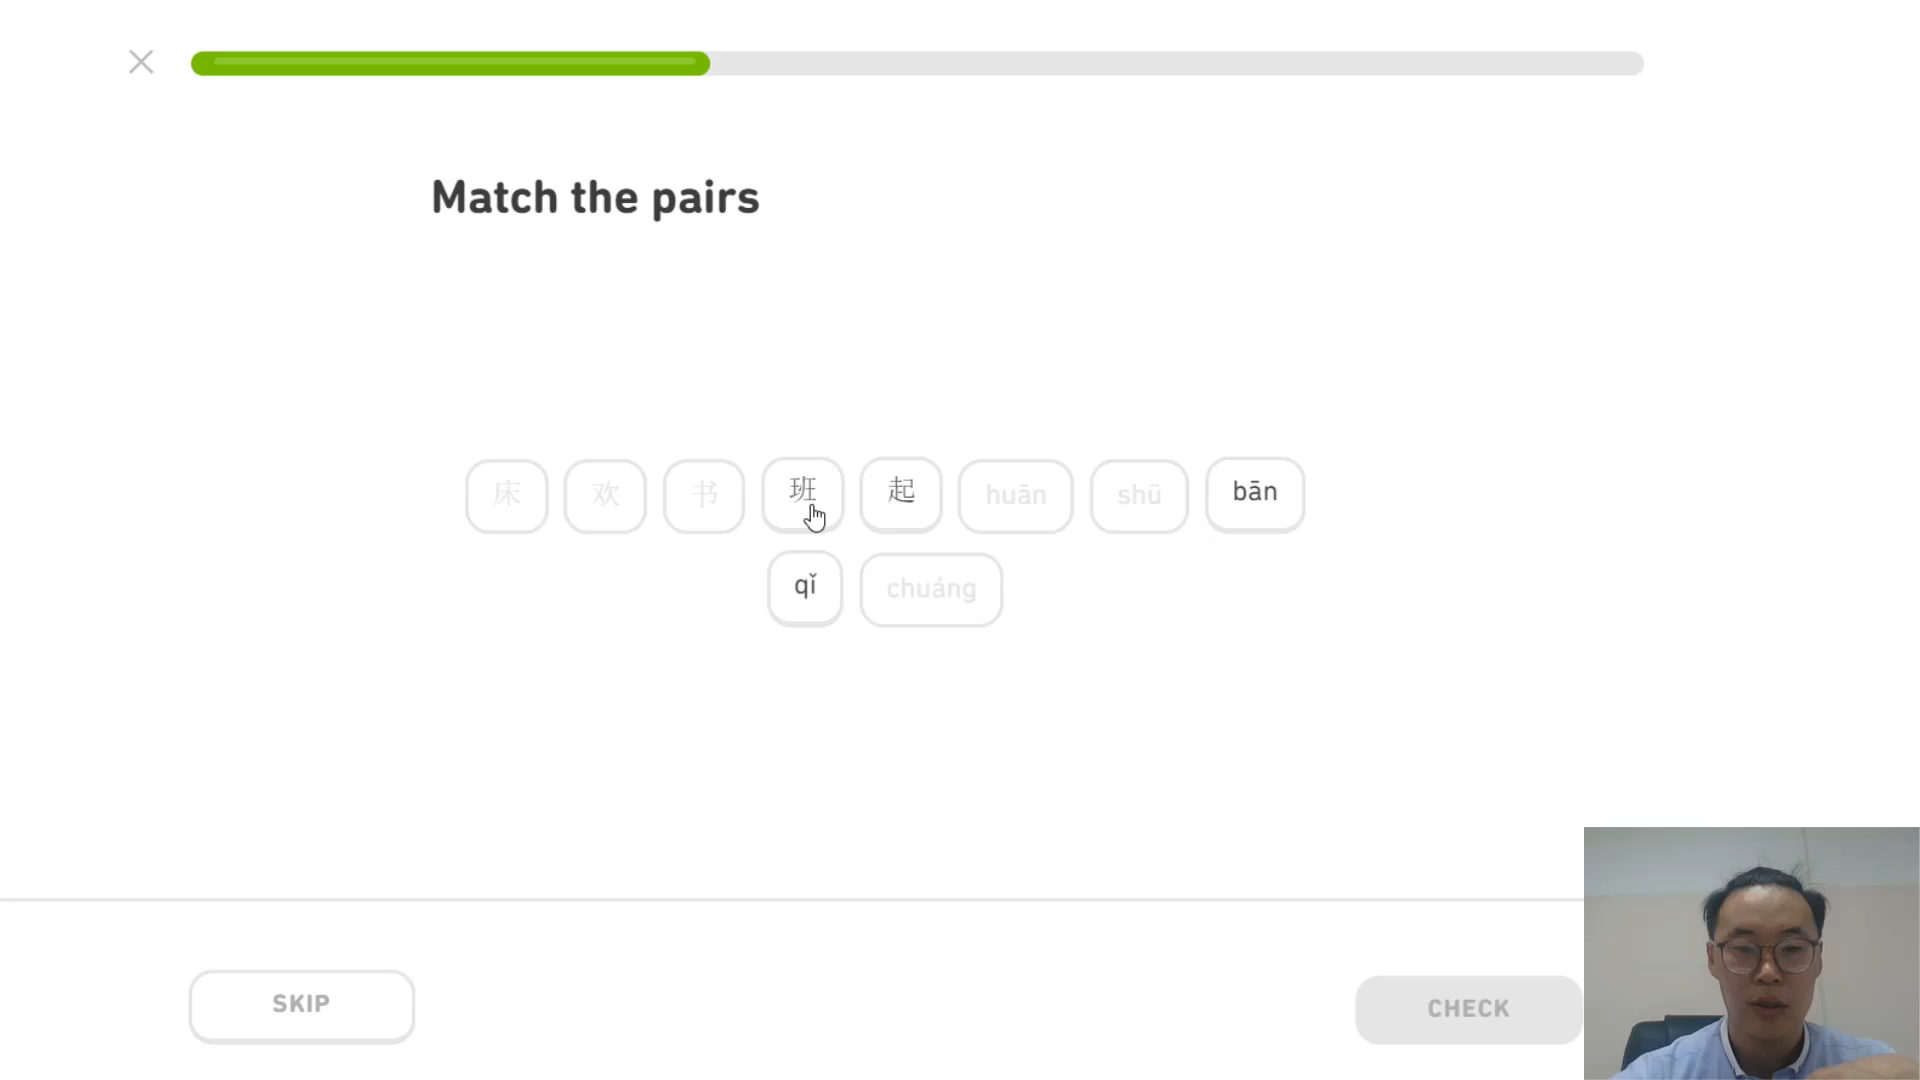 Match the pairs
床 欢 书 班 起 huān shū bān
qǐ chuáng
SKIP
CHECK